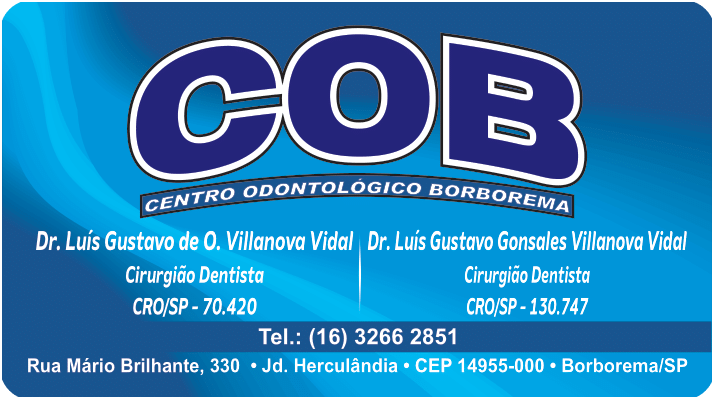 COB
CENTRO ODONTOLÓGICO BORBOREMA
Dr. Luís Gustavo de O. Villanova Vidal
Cirurgião Dentista
CRO/SP - 70.420
Dr. Luís Gustavo Gonsales Villanova Vidal
Cirurgião Dentista
CRO/SP - 130.747
Tel.: (16) 3266 2851
Rua Mário Brilhante, 330 • Jd. Herculândia • CEP 14955-000 • Borborema/SP